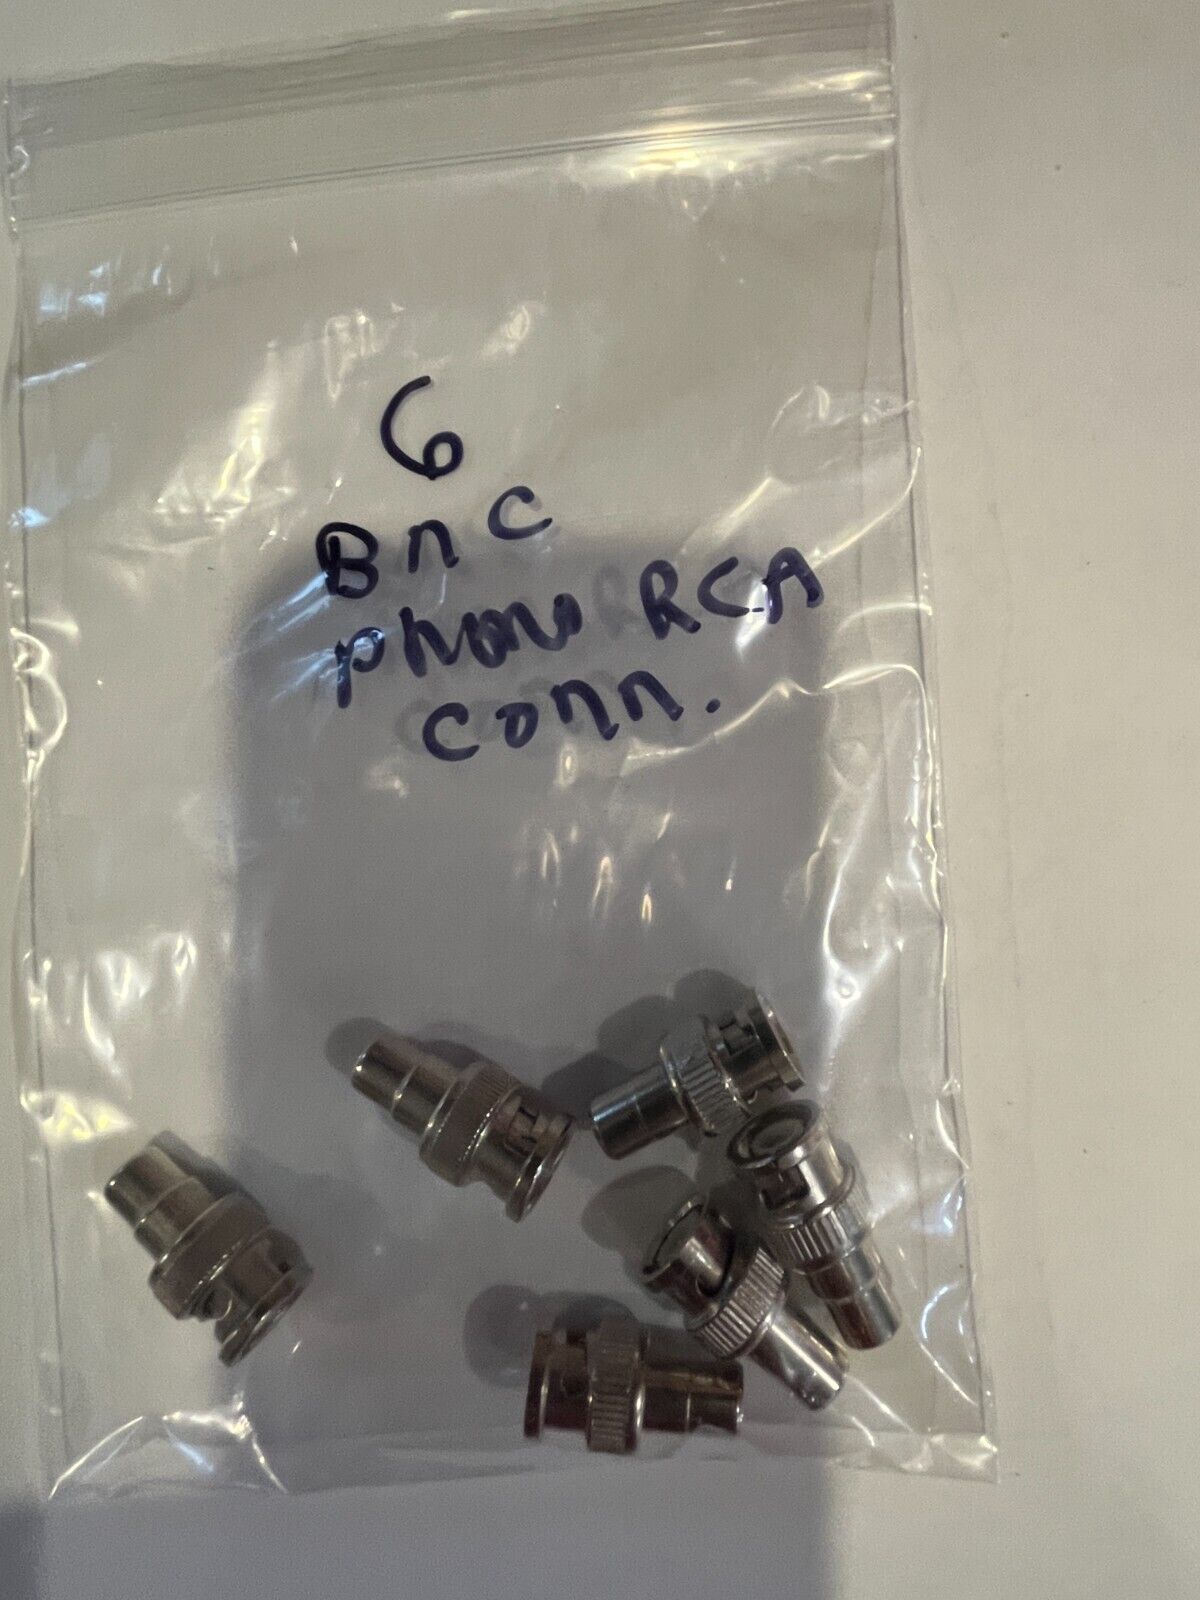 6
BnC
phono RCA
conn.